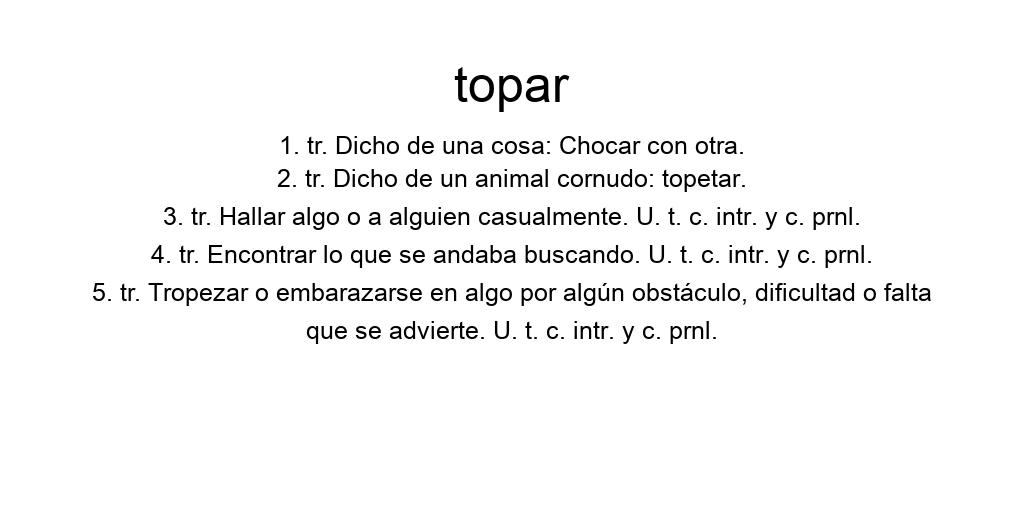 topar
1. tr. Dicho de una cosa: Chocar con otra.
2. tr. Dicho de un animal cornudo: topetar.
3. tr. Hallar algo o a alguien casualmente. U. t. c. intr. y c. prnl.
4. tr. Encontrar lo que se andaba buscando. U. t. c. intr. y c. prnl.
5. tr. Tropezar o embarazarse en algo por algún obstáculo, dificultad o falta
que se advierte. U. t. c. intr. y c. prnl.